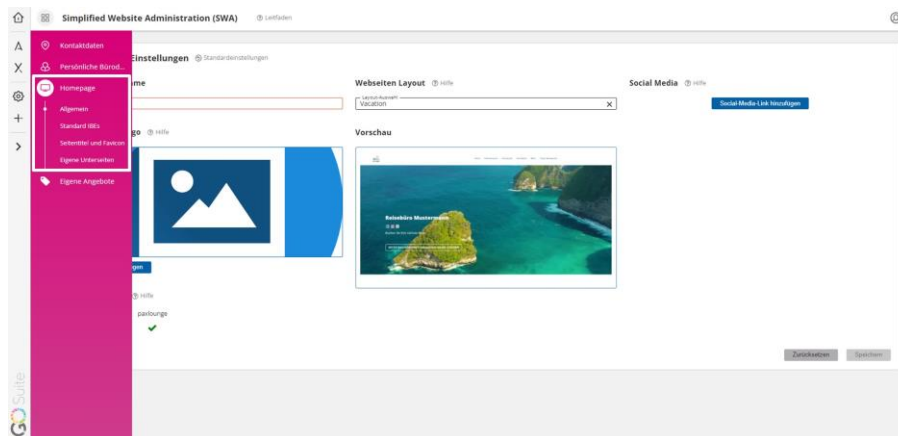 Simplified Website Administration (SWA)
Leitfaden
Kontaktdaten
Persönliche Bürod...
Homepage
Allgemein
Standard IBEs
Seitentitel und Favicon
Eigene Unterseiten
Eigene Angebote
Einstellungen Standardeinstellungen
me
Webseiten Layout Hilfe
Layout-Auswahl
Vacation
Social Media Hilfe
Social-Media-Link hinzufügen
go Hilfe
Vorschau
Reisebüro Mustermann
gen
Hilfe
parlounge
Zurücksetzen
Speichern
GO Suite